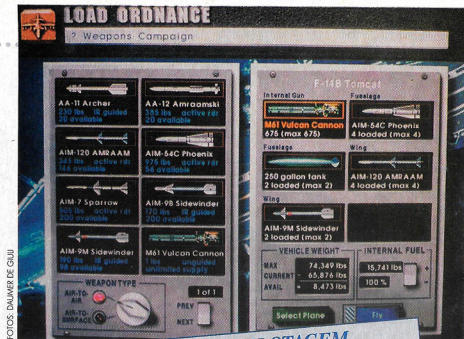 LOAD ORDNANCE
? Weapons Campaign
AA-11 Archer
230 lbs IR guided
20 available
AA-12 Amraamski
385 lbs active rdr
20 available
AIM-120 AMRAAM
345 lbs active rdr
146 available
AIM-54C Phoenix
975 lbs active rdr
56 available
AIM-7 Sparrow
505 lbs active rdr
200 available
AIM-9B Sidewinder
170 lbs IR guided
200 available
AIM-9M Sidewinder
190 lbs IR guided
98 available
M61 Vulcan Cannon
1 lbs unguided
unlimited supply
WEAPON TYPE
AIR-TO-
AIR
AIR-TO-
SURFACE
1 of 1
PREV
NEXT
F-14B Tomcat
Internal Gun
M61 Vulcan Cannon
675 (max 675)
Fuselage
AIM-54C Phoenix
4 loaded (max 4)
Fuselage
250 gallon tank
2 loaded (max 2)
Wing
AIM-120 AMRAAM
4 loaded (max 4)
Wing
AIM-9M Sidewinder
2 loaded (max 2)
VEHICLE WEIGHT
MAX 74,349 lbs
CURRENT 65,876 lbs
AVAIL = 8,473 lbs
INTERNAL FUEL
15,741 lbs
100 %
+
-
Select Plane
Fly
FOTOS: DAUMER DE GIULI